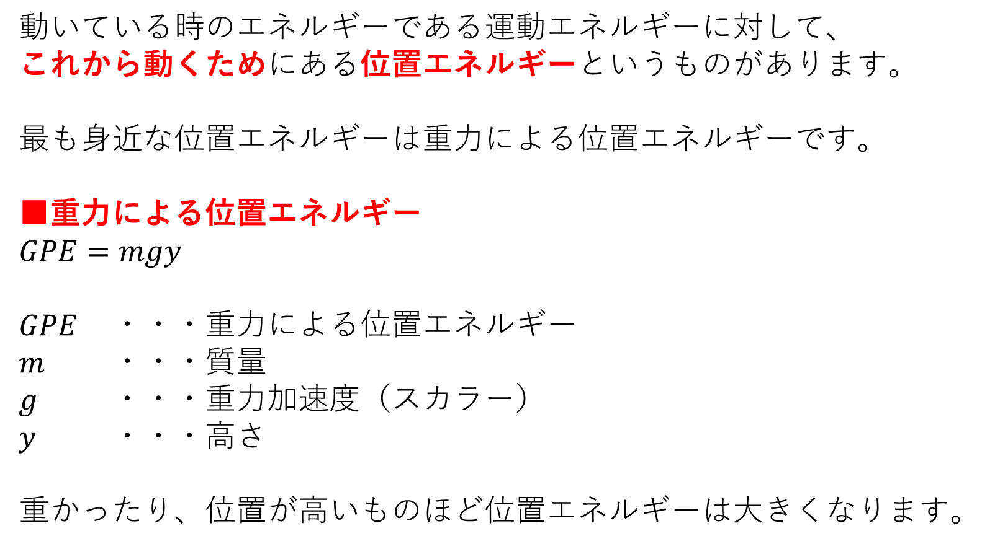 動いている時のエネルギーである運動エネルギーに対して、
これから動くためにある位置エネルギーというものがあります。
最も身近な位置エネルギーは重力による位置エネルギーです。
■重力による位置エネルギー
GPE = mgy
GPE ・・・重力による位置エネルギー
m ・・・質量
g ・・・重力加速度（スカラー）
y ・・・高さ
重かったり、位置が高いものほど位置エネルギーは大きくなります。